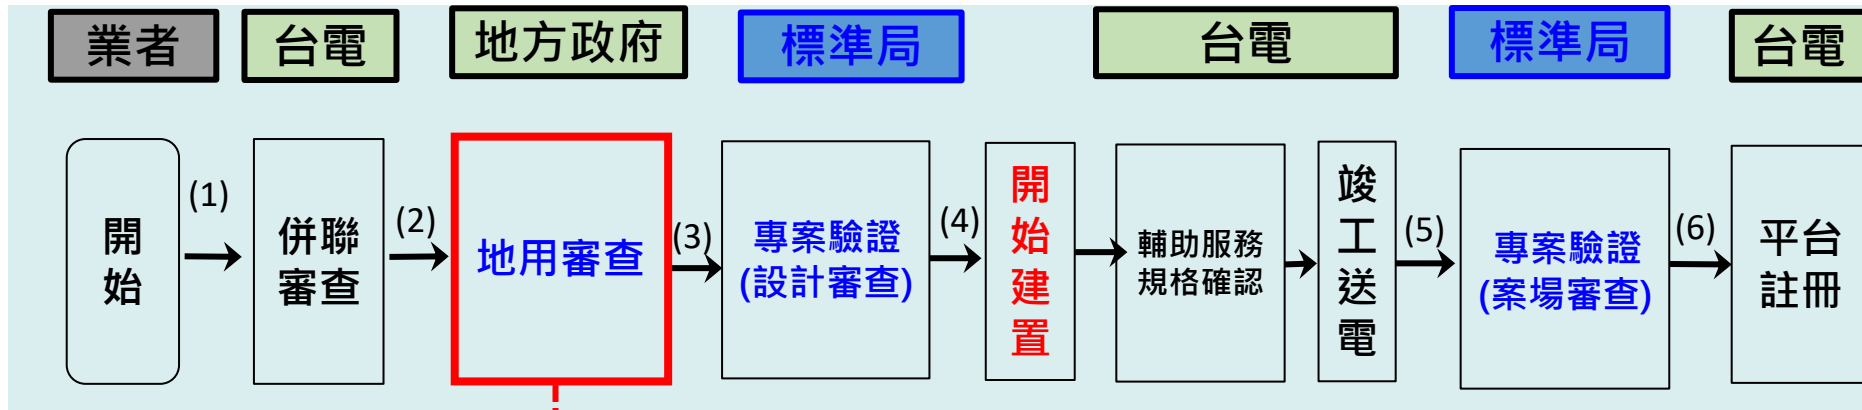 業者
台電
地方政府
標準局
台電
標準局
台電
開
始
(1)
併聯
審查
(2)
地用審查
(3)
專案驗證
(設計審查)
(4)
開
始
建
置
輔助服務
規格確認
竣
工
送
電
(5)
專案驗證
(案場審查)
(6)
平台
註冊